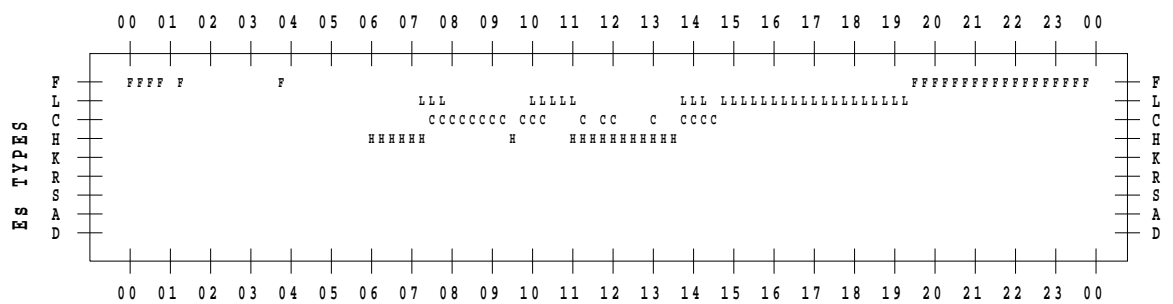 00 01 02 03 04 05 06 07 08 09 10 11 12 13 14 15 16 17 18 19 20 21 22 23 00
Es TYPES
F FFFF F F FFFFFFFFFFFFFFFFFF F
L LLL LLLLL LLL LLLLLLLLLLLLLLLLLLL L
C CCCCCCCC CCC C CC C CCCC C
H HHHHHH H HHHHHHHHHHH H
K K
R R
S S
A A
D D
00 01 02 03 04 05 06 07 08 09 10 11 12 13 14 15 16 17 18 19 20 21 22 23 00